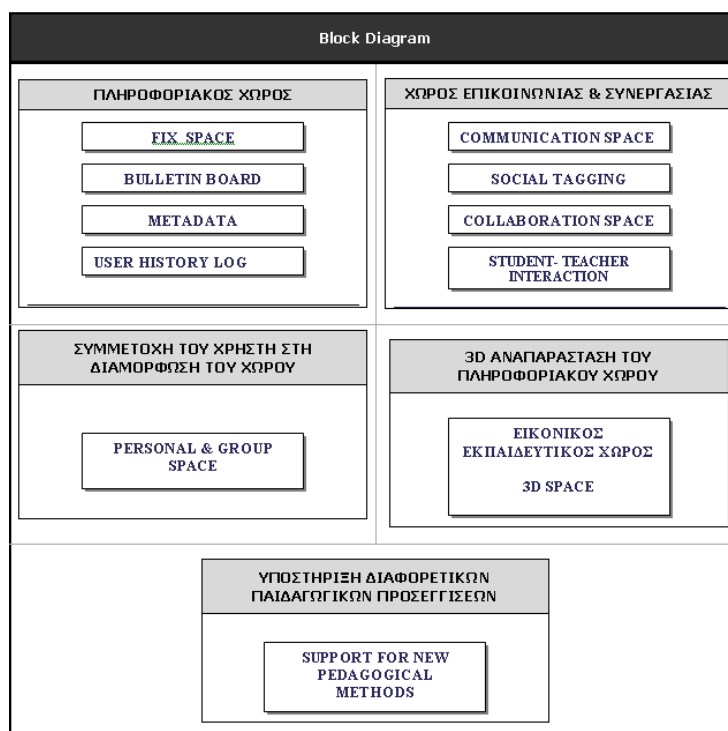 Block Diagram
ΠΛΗΡΟΦΟΡΙΑΚΟΣ ΧΩΡΟΣ
FIX SPACE
BULLETIN BOARD
METADATA
USER HISTORY LOG
ΧΩΡΟΣ ΕΠΙΚΟΙΝΩΝΙΑΣ & ΣΥΝΕΡΓΑΣΙΑΣ
COMMUNICATION SPACE
SOCIAL TAGGING
COLLABORATION SPACE
STUDENT- TEACHER
INTERACTION
ΣΥΜΜΕΤΟΧΗ ΤΟΥ ΧΡΗΣΤΗ ΣΤΗ
ΔΙΑΜΟΡΦΩΣΗ ΤΟΥ ΧΩΡΟΥ
PERSONAL & GROUP
SPACE
3D ΑΝΑΠΑΡΑΣΤΑΣΗ ΤΟΥ
ΠΛΗΡΟΦΟΡΙΑΚΟΥ ΧΩΡΟΥ
ΕΙΚΟΝΙΚΟΣ
ΕΚΠΑΙΔΕΥΤΙΚΟΣ ΧΩΡΟΣ
3D SPACE
ΥΠΟΣΤΗΡΙΞΗ ΔΙΑΦΟΡΕΤΙΚΩΝ
ΠΑΙΔΑΓΩΓΙΚΩΝ ΠΡΟΣΕΓΓΙΣΕΩΝ
SUPPORT FOR NEW
PEDAGOGICAL
METHODS